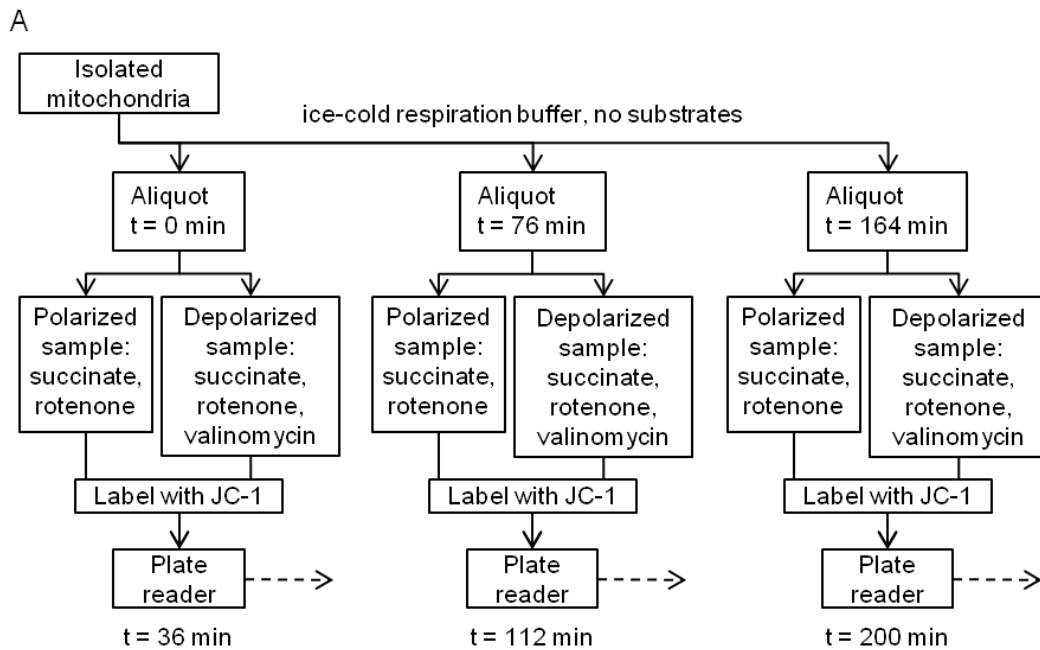 A
Isolated
mitochondria
ice-cold respiration buffer, no substrates
Aliquot
t = 0 min
Polarized
sample:
succinate,
rotenone
Depolarized
sample:
succinate,
rotenone,
valinomycin
Label with JC-1
Plate
reader
t = 36 min
Aliquot
t = 76 min
Polarized
sample:
succinate,
rotenone
Depolarized
sample:
succinate,
rotenone,
valinomycin
Label with JC-1
Plate
reader
t = 112 min
Aliquot
t = 164 min
Polarized
sample:
succinate,
rotenone
Depolarized
sample:
succinate,
rotenone,
valinomycin
Label with JC-1
Plate
reader
t = 200 min